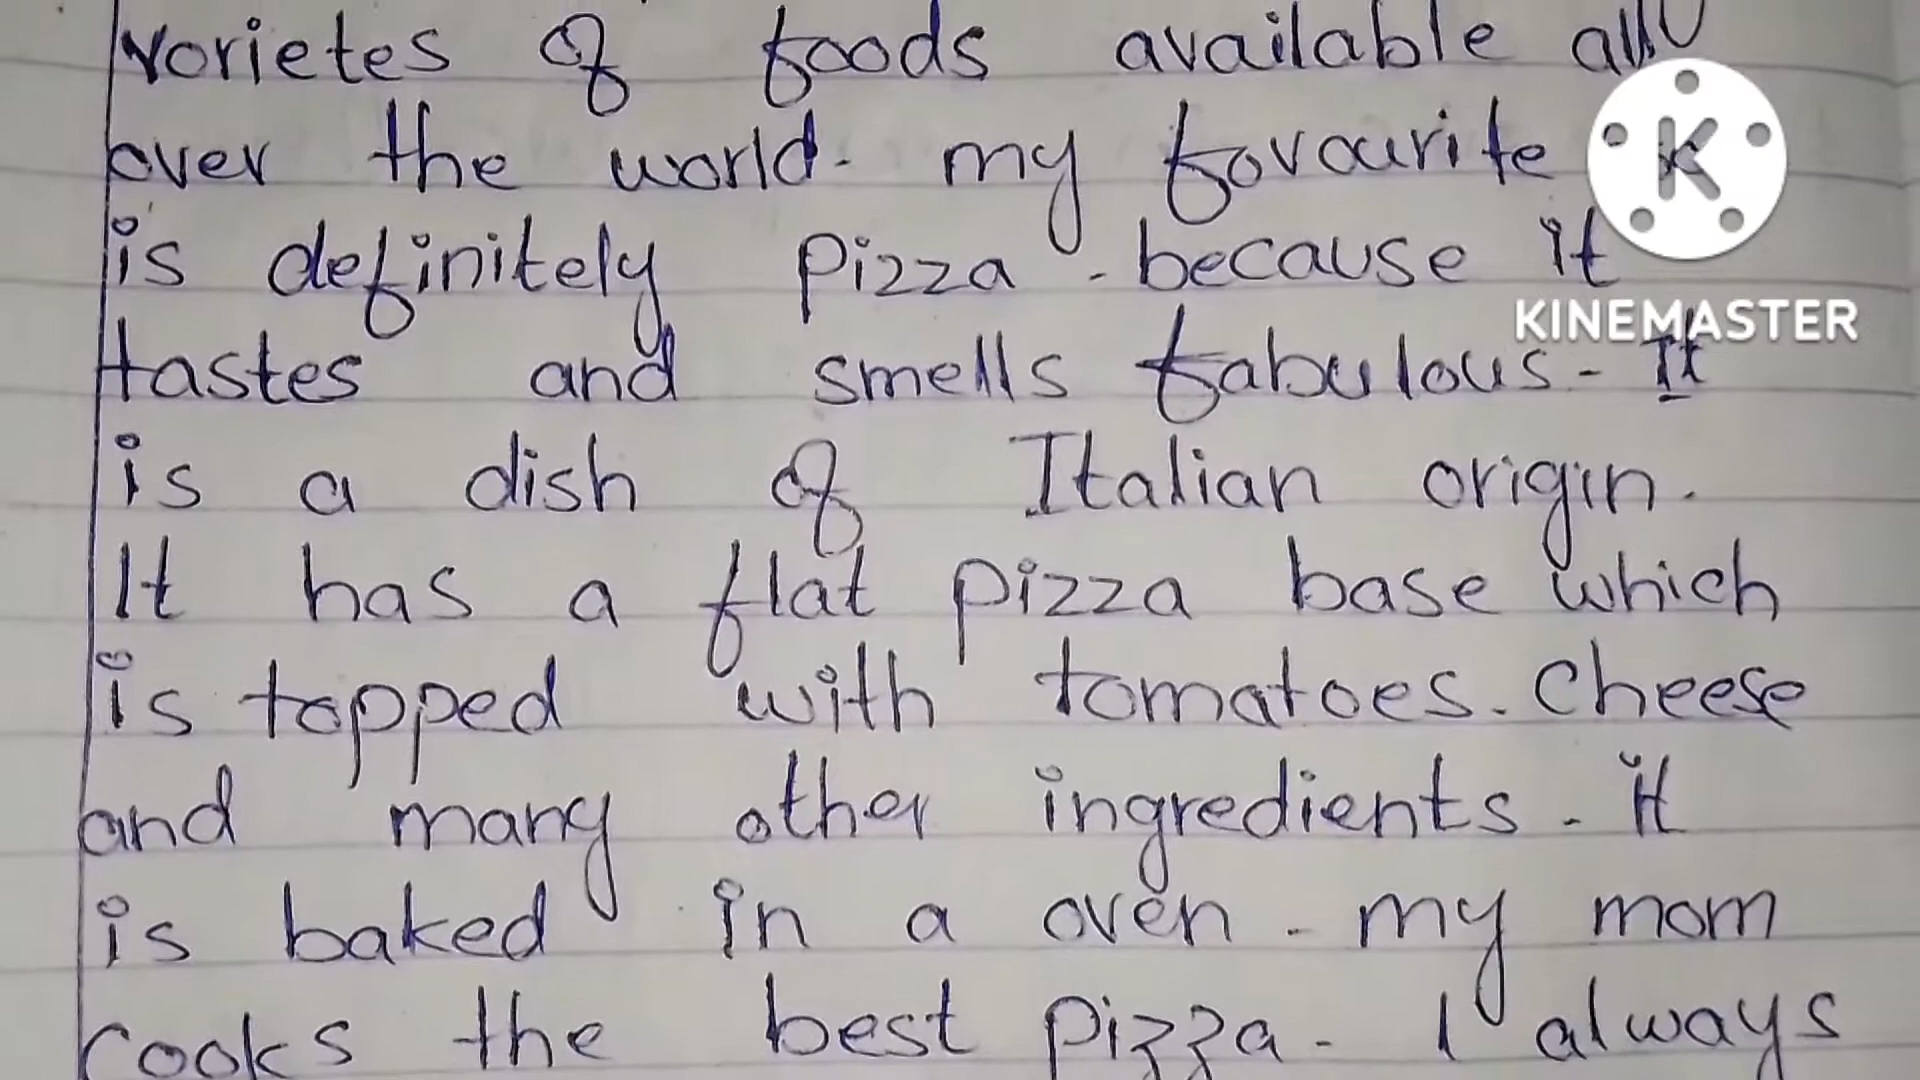 vorietes of foods available all
over the world. my fovourite
is definitely pizza. because it
tastes and smells fabulous. It
is a dish of Italian origin.
It has a flat pizza base which
is topped with tomatoes. cheese
and many other ingredients. it
is baked in a oven. my mom
cooks the best pizza. I always
KINEMASTER